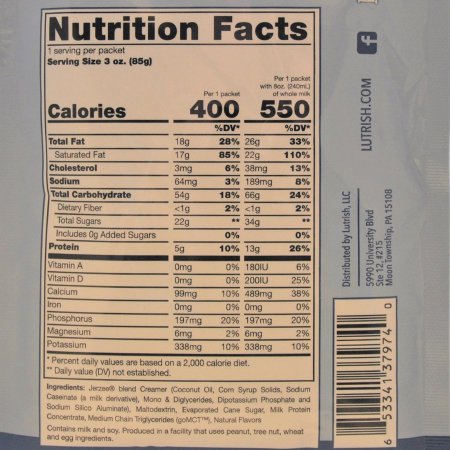 Nutrition Facts
1 serving per packet
Serving Size 3 oz. (85g)
Per 1 packet
Per 1 packet with 8oz. (240mL) of whole milk
Calories 400 550
%DV* %DV*
Total Fat 18g 28% 26g 33%
Saturated Fat 17g 85% 22g 110%
Cholesterol 3mg 6% 38mg 13%
Sodium 64mg 3% 189mg 8%
Total Carbohydrate 54g 18% 66g 24%
Dietary Fiber <1g 2% <1g 2%
Total Sugars 22g ** 34g **
Includes 0g Added Sugars 0% 0%
Protein 5g 10% 13g 26%
Vitamin A 0mg 0% 180IU 6%
Vitamin D 0mg 0% 200IU 25%
Calcium 99mg 10% 489mg 38%
Iron 0mg 0% 0mg 0%
Phosphorus 197mg 20% 197mg 20%
Magnesium 6mg 2% 6mg 2%
Potassium 338mg 10% 338mg 10%
* Percent daily values are based on a 2,000 calorie diet.
** Daily value (DV) not established.
Ingredients: Jerzee® blend Creamer (Coconut Oil, Corn Syrup Solids, Sodium
Caseinate (a milk derivative), Mono & Diglycerides, Dipotassium Phosphate and
Sodium Silico Aluminate), Maltodextrin, Evaporated Cane Sugar, Milk Protein
Concentrate, Medium Chain Triglycerides (goMCT™), Natural Flavors
Contains milk and soy. Produced in a facility that uses peanut, tree nut, wheat
and egg ingredients.
f
LUTRISH.COM
Distributed by Lutrish, LLC
5990 University Blvd
Ste 12, #215
Moon Township, PA 15108
6 53341 37974 0